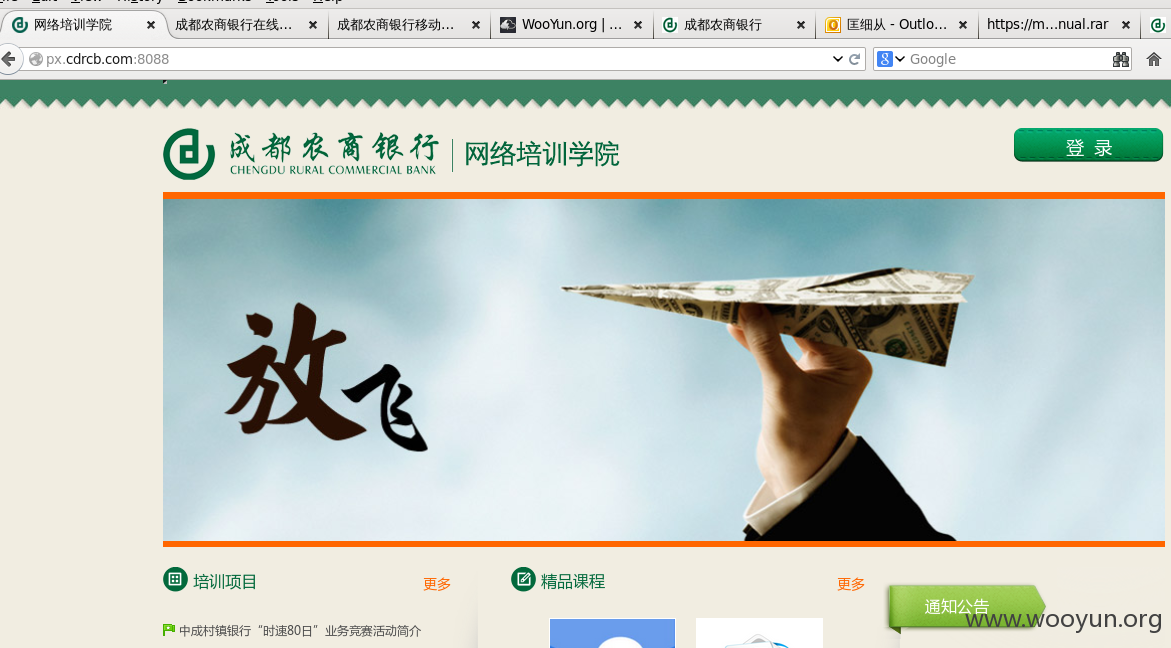 网络培训学院
成都农商银行在线...
成都农商银行移动...
WooYun.org | ...
成都农商银行
匡细从 - Outlo...
https://m...nual.rar
px.cdrcb.com:8088
Google
成都农商银行
CHENGDU RURAL COMMERCIAL BANK
网络培训学院
登 录
放飞
培训项目
更多
精品课程
更多
通知公告
中成村镇银行“时速80日”业务竞赛活动简介
www.wooyun.org